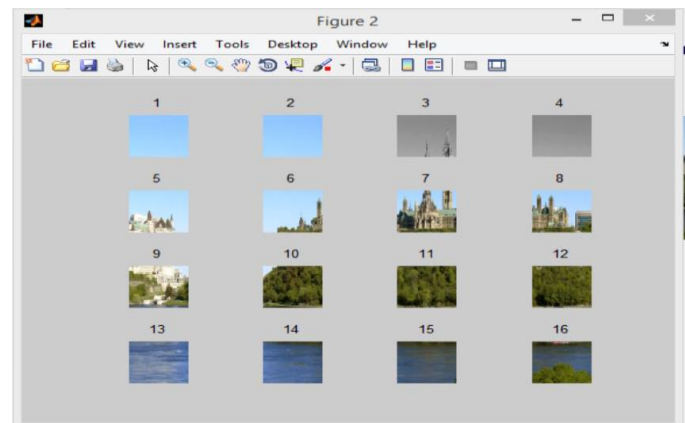 Figure 2
File Edit View Insert Tools Desktop Window Help
1 2 3 4
5 6 7 8
9 10 11 12
13 14 15 16